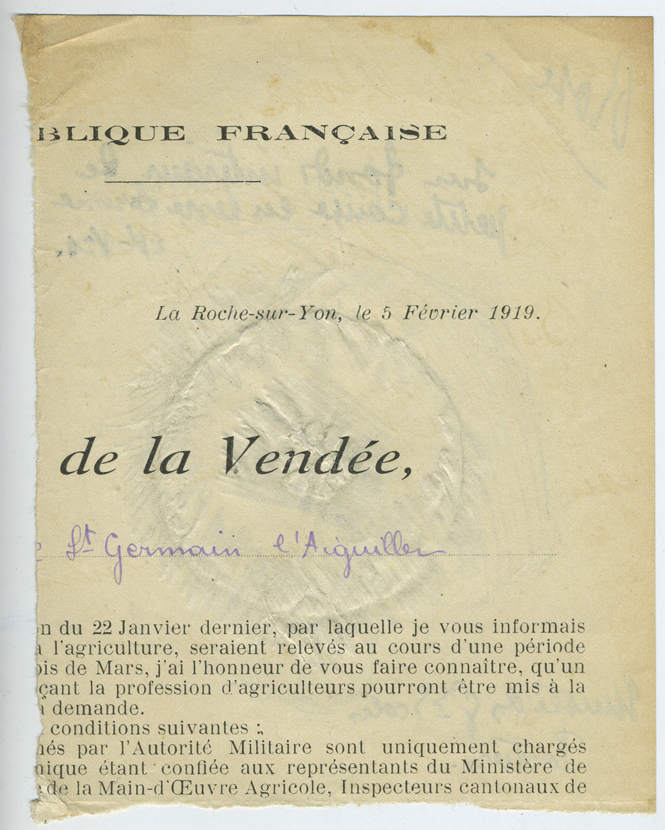 BLIQUE FRANÇAISE
La Roche-sur-Yon, le 5 Février 1919.
de la Vendée,
St Germain l'Aiguiller
n du 22 Janvier dernier, par laquelle je vous informais
l'agriculture, seraient relevés au cours d'une période
ois de Mars, j'ai l'honneur de vous faire connaitre, qu'un
çant la profession d'agriculteurs pourront être mis à la
demande.
conditions suivantes :
nés par l'Autorité Militaire sont uniquement chargés
nique étant confiée aux représentants du Ministère de
de la Main-d'Œuvre Agricole, Inspecteurs cantonaux de